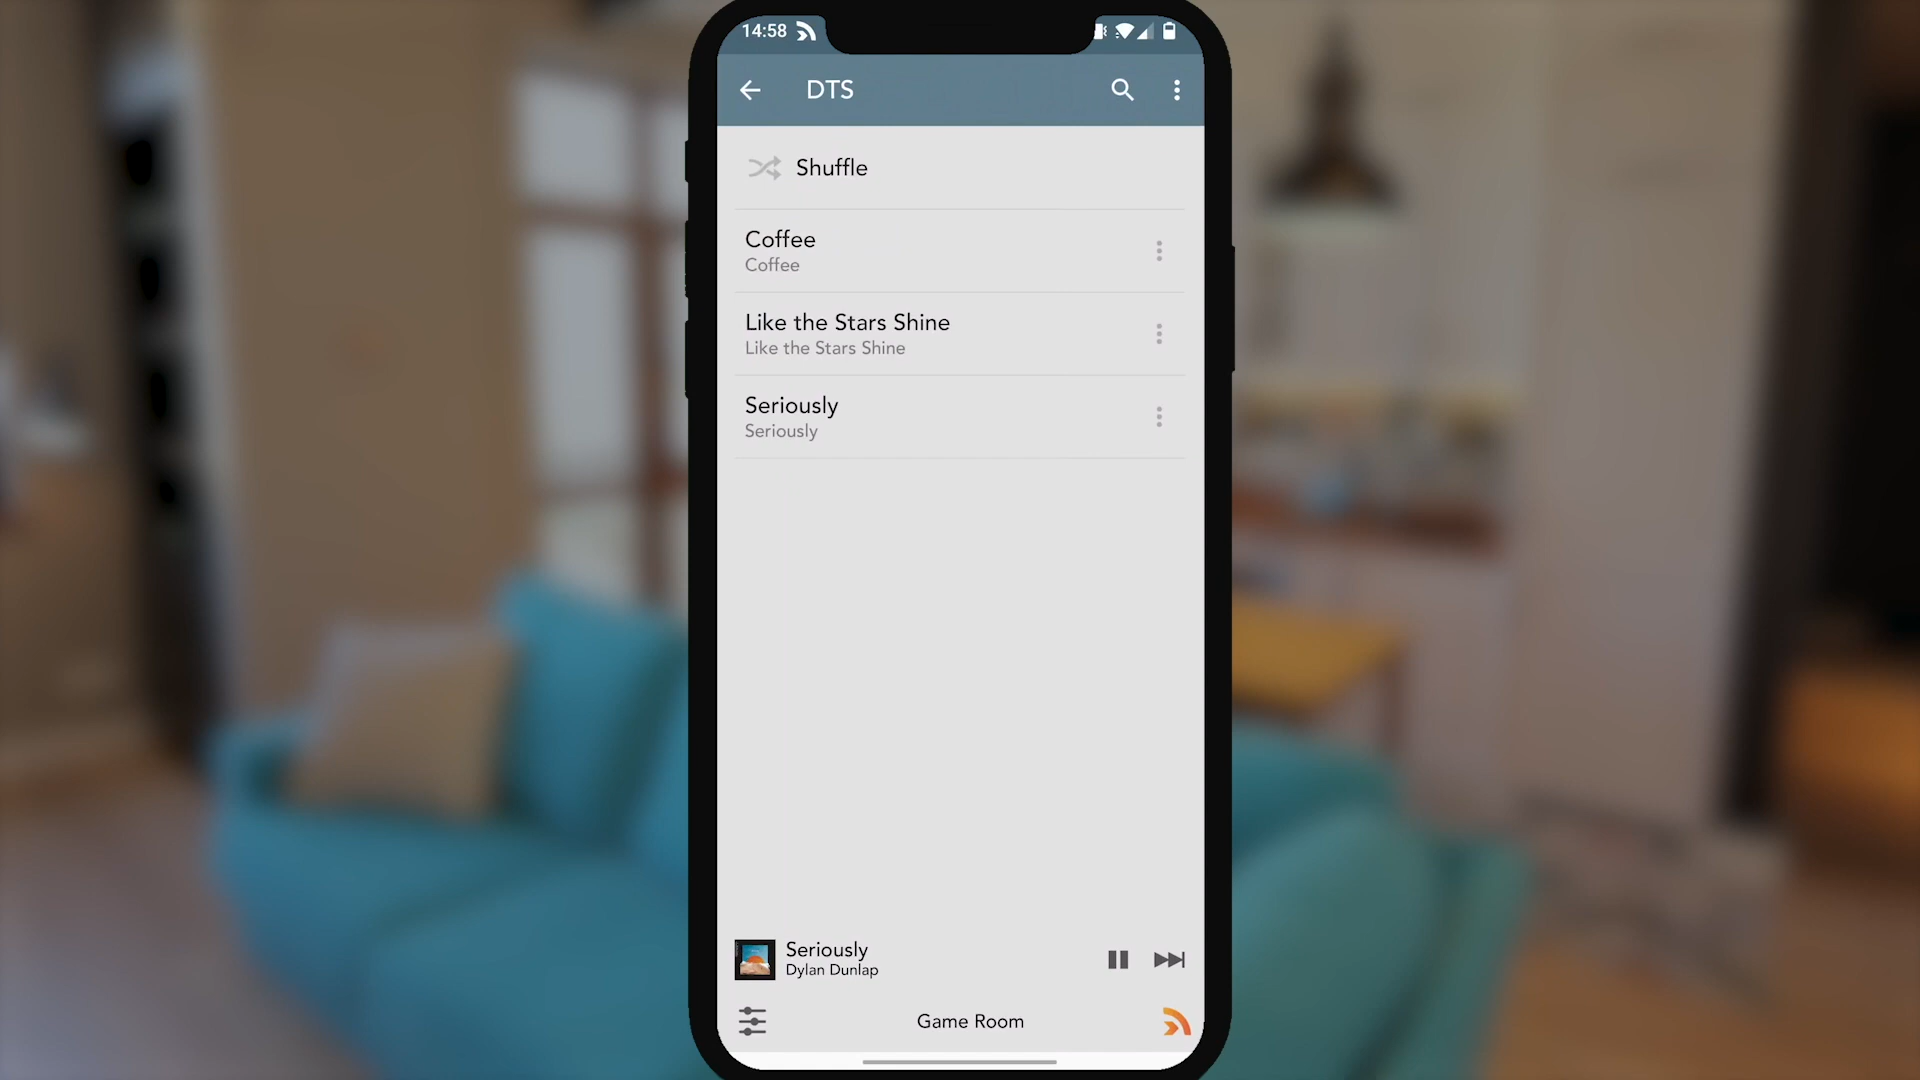 14:58
DTS
Shuffle
Coffee
Coffee
Like the Stars Shine
Like the Stars Shine
Seriously
Seriously
Seriously
Dylan Dunlap
Game Room